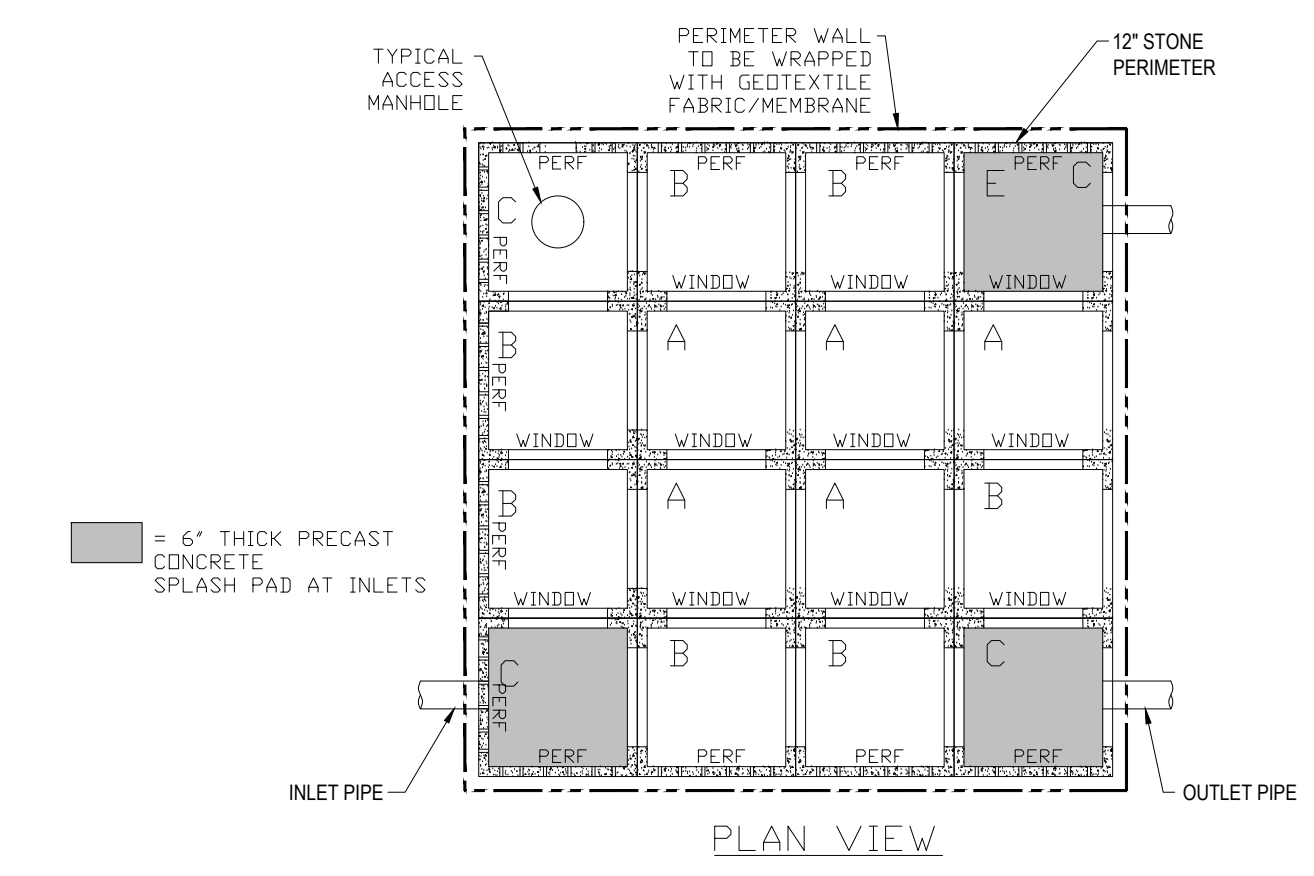 TYPICAL
ACCESS
MANHOLE
PERIMETER WALL
TO BE WRAPPED
WITH GEOTEXTILE
FABRIC/MEMBRANE
12" STONE
PERIMETER
PERF PERF PERF PERF
C B B E C
PERF
WINDOW WINDOW WINDOW
B A A A
PERF
WINDOW WINDOW WINDOW WINDOW
B A A B
PERF
WINDOW WINDOW WINDOW WINDOW
= 6" THICK PRECAST
CONCRETE
SPLASH PAD AT INLETS
C B B C
PERF
PERF PERF PERF PERF
INLET PIPE
OUTLET PIPE
PLAN VIEW